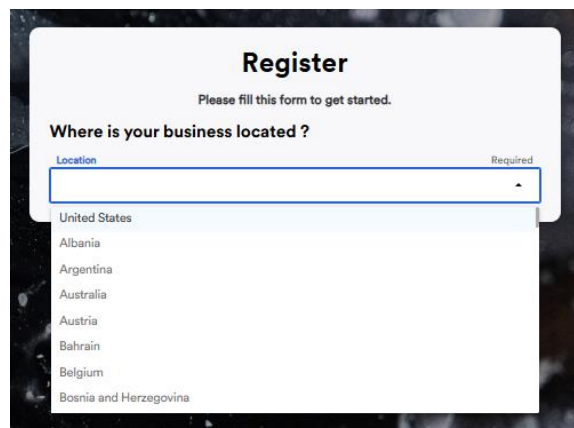 Register
Please fill this form to get started.
Where is your business located ?
Location Required
United States
Albania
Argentina
Australia
Austria
Bahrain
Belgium
Bosnia and Herzegovina